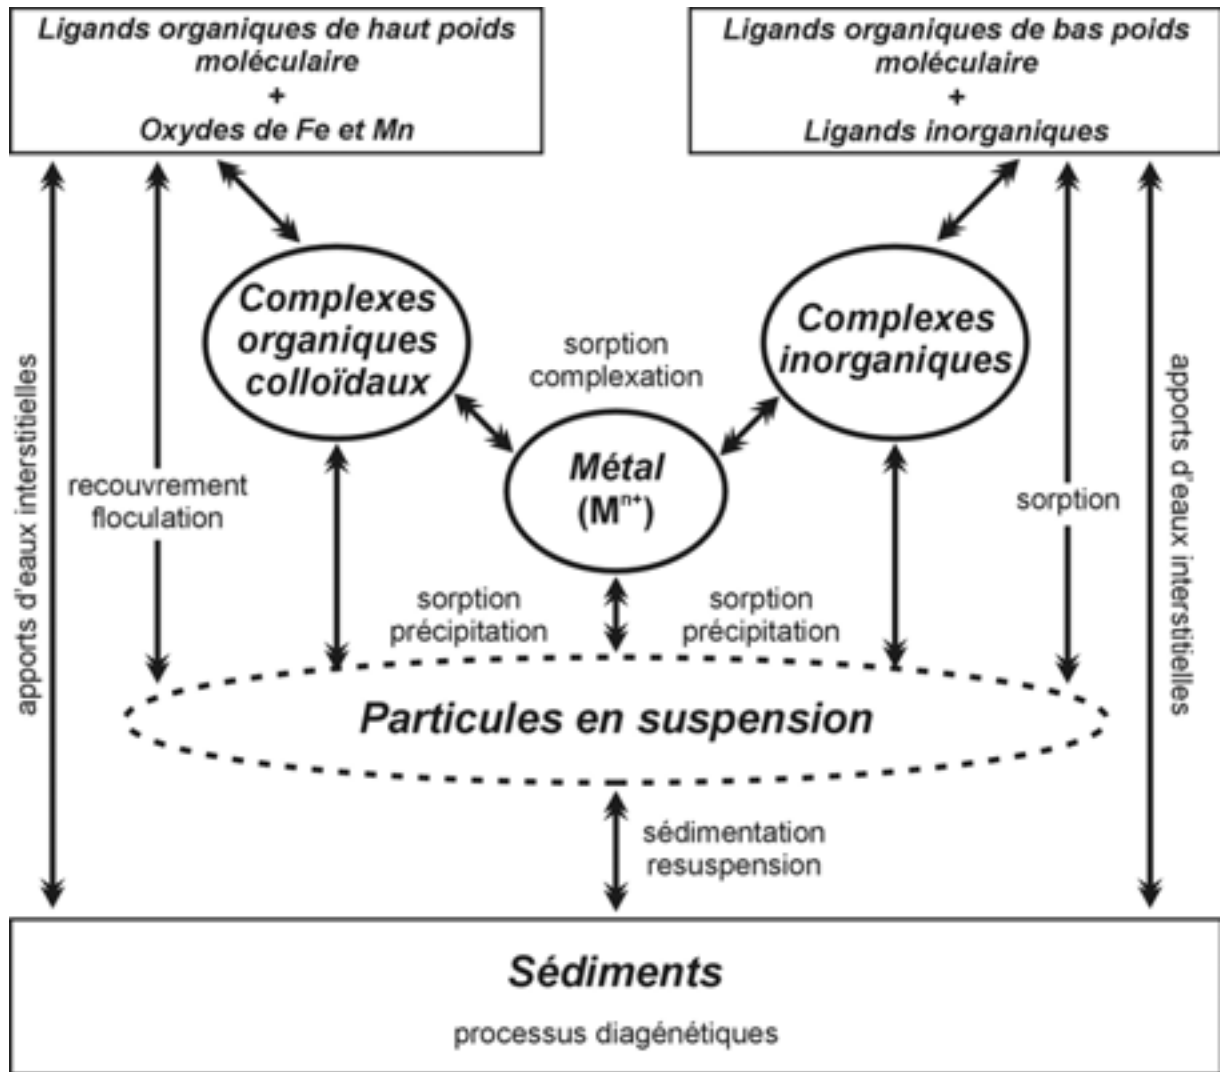 Ligands organiques de haut poids
moléculaire
+
Oxydes de Fe et Mn
Ligands organiques de bas poids
moléculaire
+
Ligands inorganiques
Complexes
organiques
colloïdaux
sorption
complexation
Complexes
inorganiques
Métal
(Mⁿ⁺)
apports d'eaux interstitielles
recouvrement
floculation
sorption
apports d'eaux interstitielles
sorption
précipitation
sorption
précipitation
Particules en suspension
sédimentation
resuspension
Sédiments
processus diagénétiques